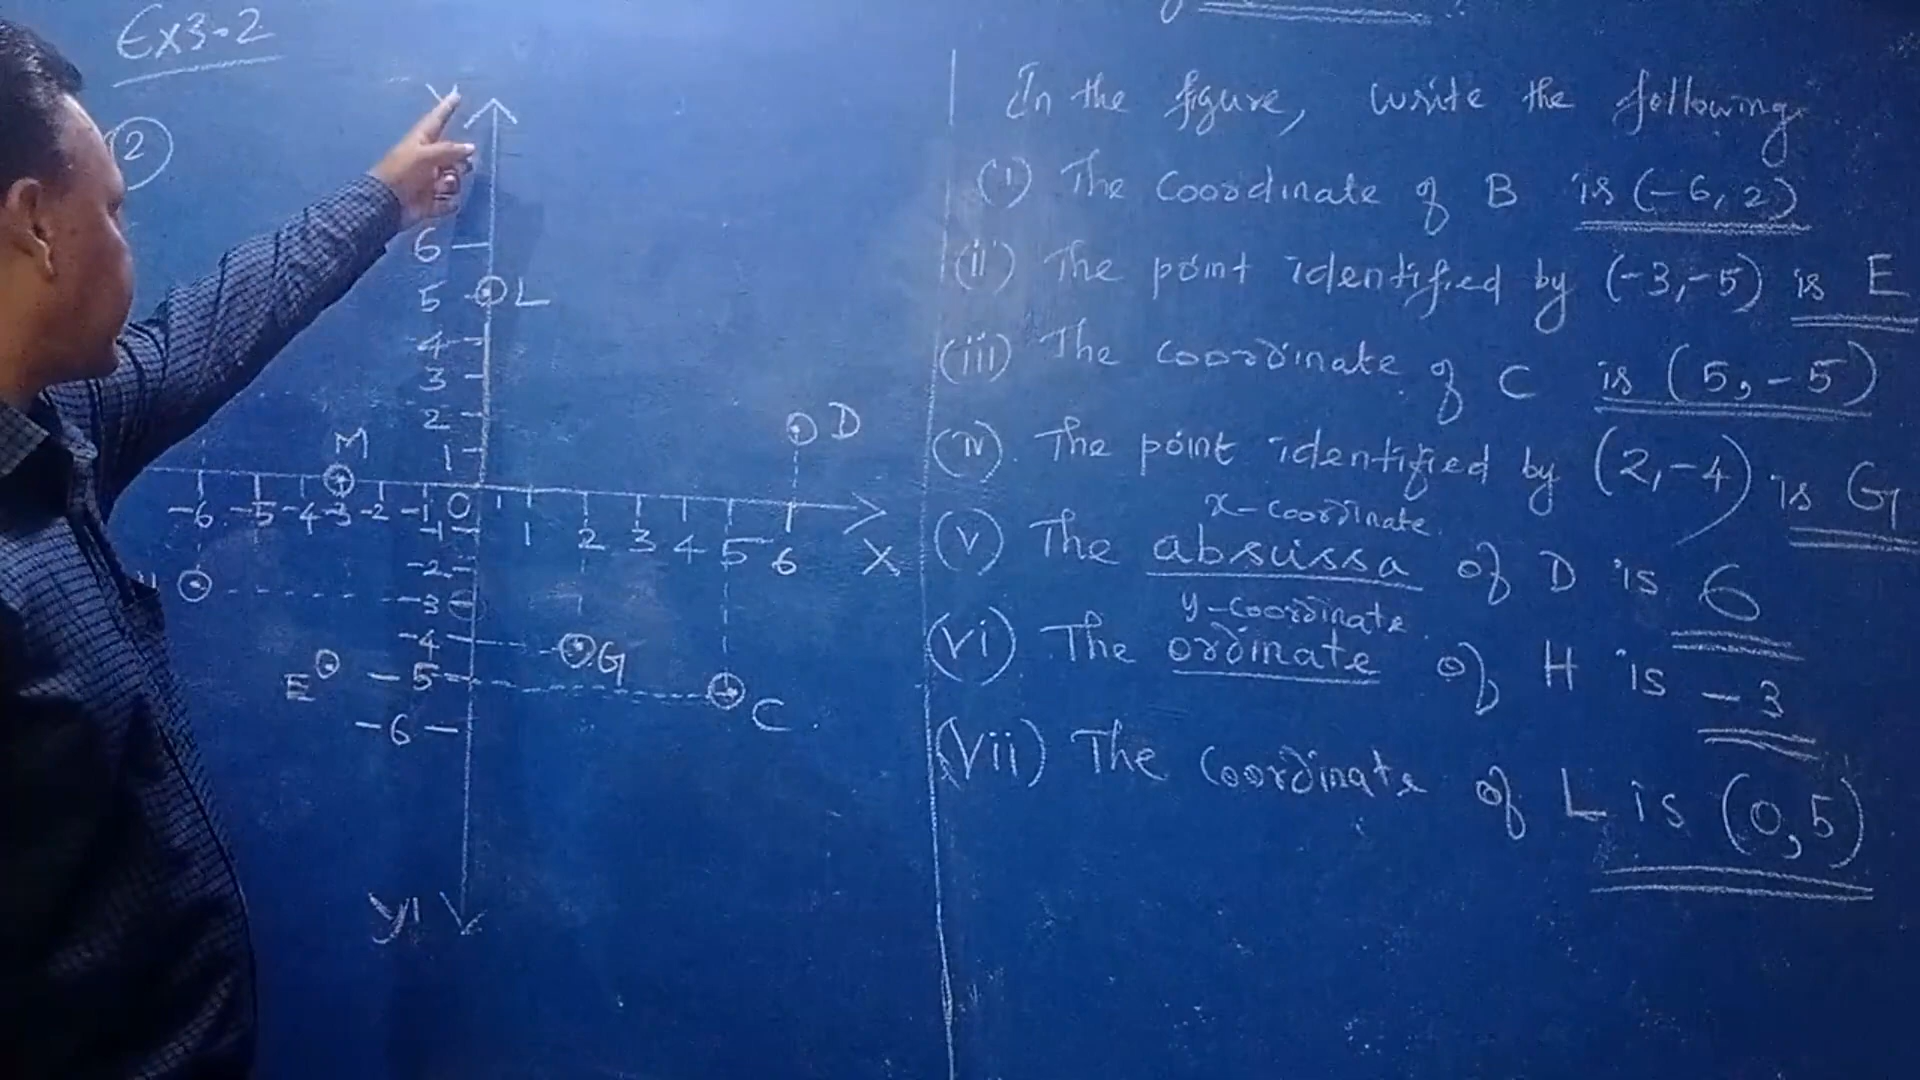 Ex3.2
2
Y
6
5 L
4
3
2
1
M
D
-6 -5 -4 -3 -2 -1 0 1 2 3 4 5 6 X
-1
-2
-3
-4 G
E -5 C
-6
Y1
In the figure, write the following
(i) The Coordinate of B is (-6, 2)
(ii) The point identified by (-3,-5) is E
(iii) The coordinate of C is (5, -5)
(iv). The point identified by (2, -4) is G
x-coordinate.
(v) The absissa of D is 6
y-coordinate.
(vi) The ordinate of H is -3
(vii) The Coordinate of L is (0,5)